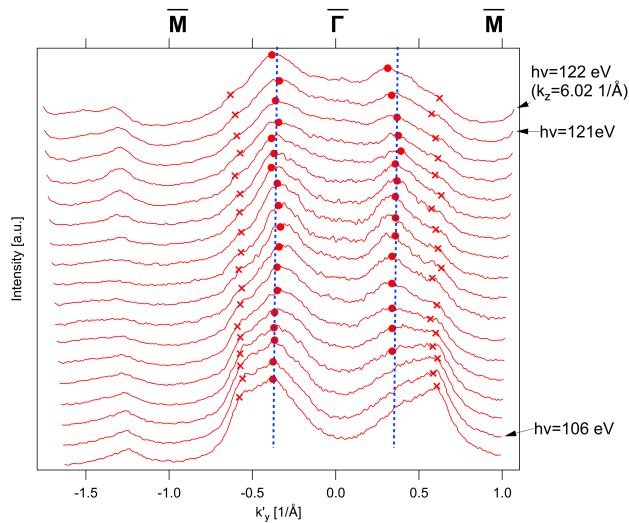 M̅ Γ̅ M̅
hν=122 eV
(kz=6.02 1/Å)
hν=121eV
Intensity [a.u.]
hν=106 eV
-1.5 -1.0 -0.5 0.0 0.5 1.0
k'y [1/Å]